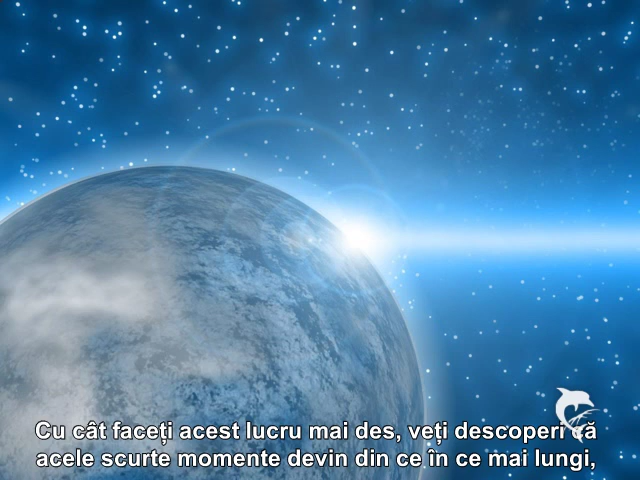 Cu cât faceți acest lucru mai des, veți descoperi că
acele scurte momente devin din ce în ce mai lungi,